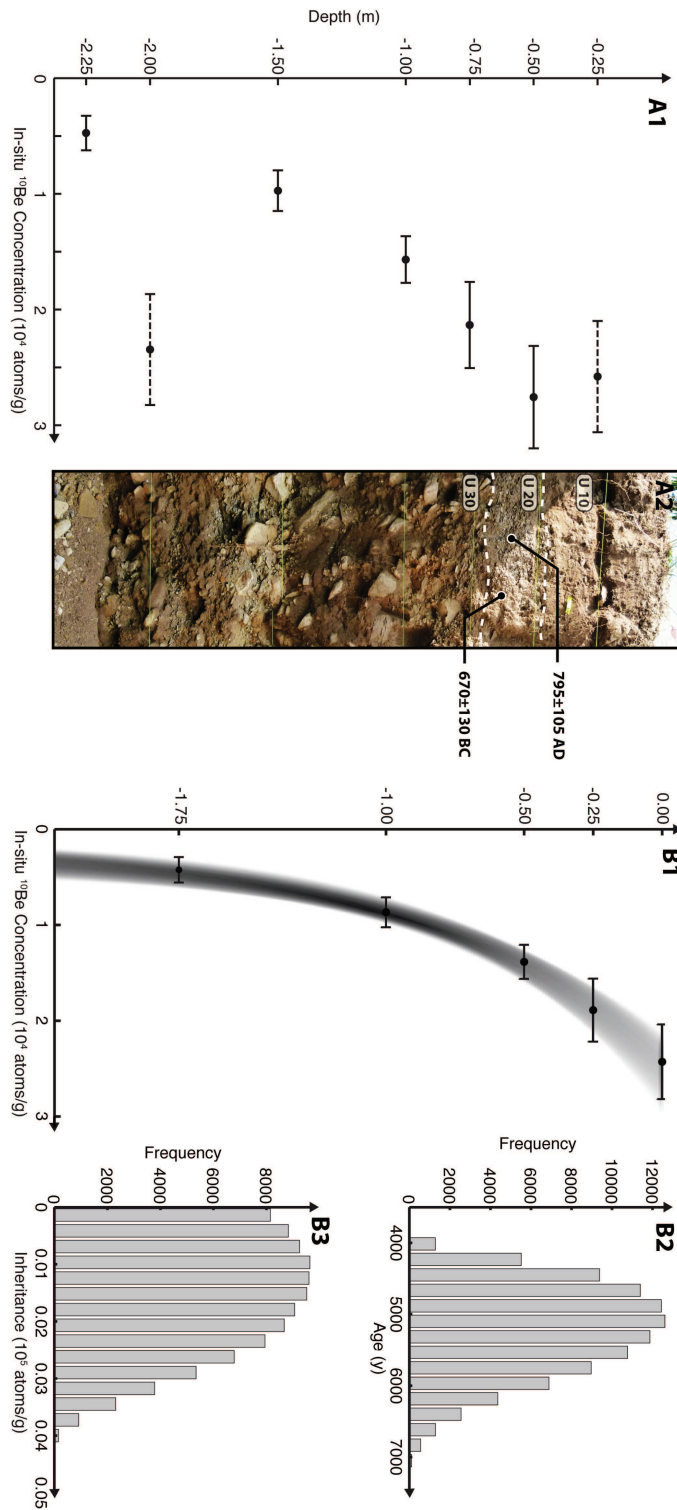 A1
Depth (m)
-0.25
-0.50
-0.75
-1.00
-1.50
-2.00
-2.25
0
1
2
3
In-situ ¹⁰Be Concentration (10⁴ atoms/g)
A2
U 10
U 20
U 30
795±105 AD
670±130 BC
B1
0.00
-0.25
-0.50
-1.00
-1.75
0
1
2
3
In-situ ¹⁰Be Concentration (10⁴ atoms/g)
B2
Frequency
12000
10000
8000
6000
4000
2000
0
4000
5000
6000
7000
Age (y)
B3
Frequency
8000
6000
4000
2000
0
0
0.01
0.02
0.03
0.04
0.05
Inheritance (10⁵ atoms/g)